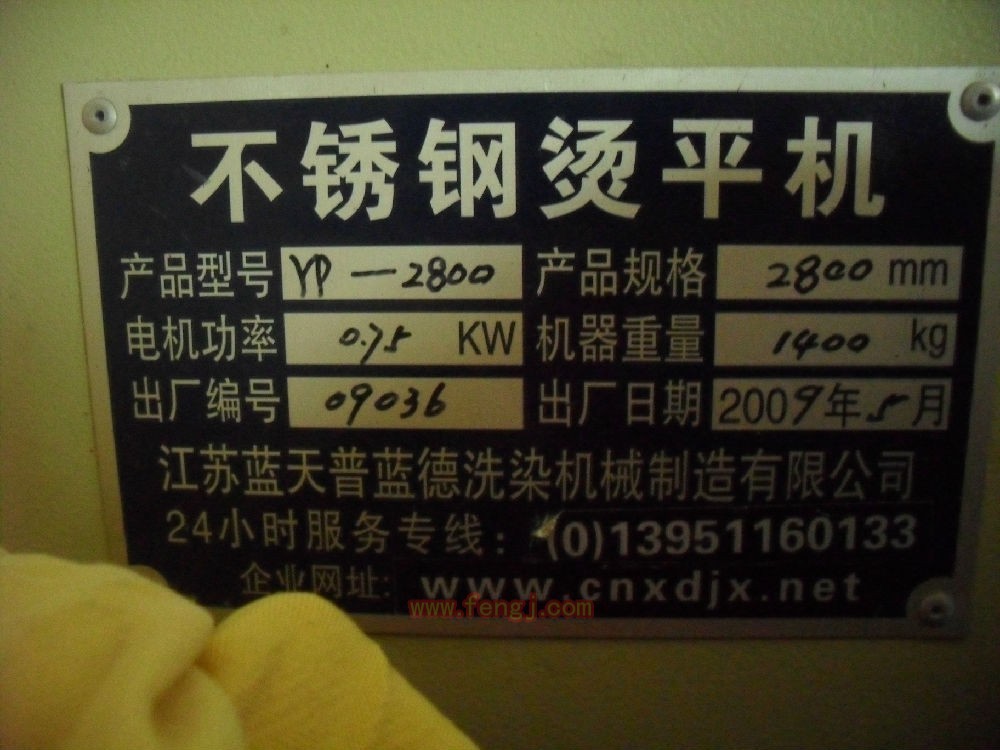 不锈钢烫平机
产品型号 YP-2800 产品规格 2800 mm
电机功率 0.75 KW 机器重量 1400 kg
出厂编号 09036 出厂日期 2009年5月
江苏蓝天普蓝德洗染机械制造有限公司
24小时服务专线: (0)13951160133
企业网址: www.cnxdjx.net
www.fengj.com